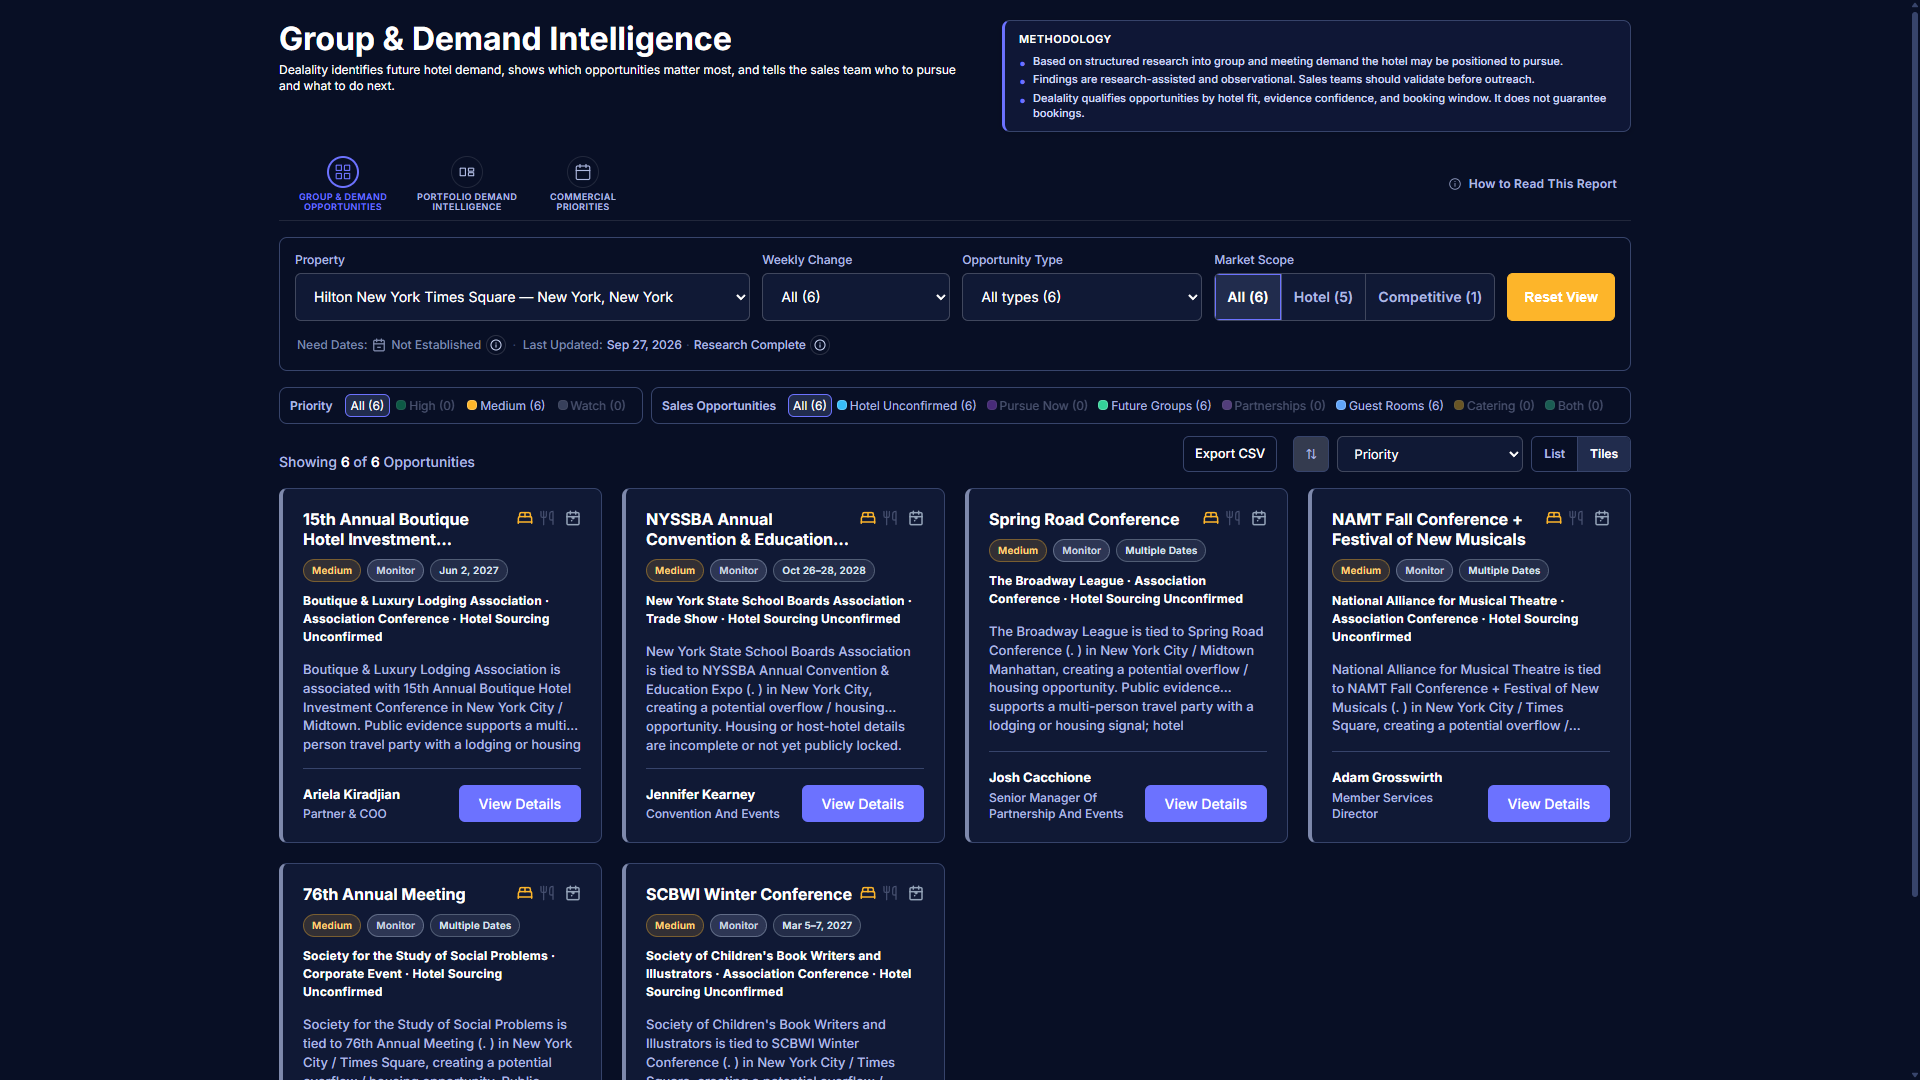 Group & Demand Intelligence
Dealality identifies future hotel demand, shows which opportunities matter most, and tells the sales team who to pursue
and what to do next.
METHODOLOGY
Based on structured research into group and meeting demand the hotel may be positioned to pursue.
Findings are research-assisted and observational. Sales teams should validate before outreach.
Dealality qualifies opportunities by hotel fit, evidence confidence, and booking window. It does not guarantee
bookings.
GROUP & DEMAND
OPPORTUNITIES
PORTFOLIO DEMAND
INTELLIGENCE
COMMERCIAL
PRIORITIES
How to Read This Report
Property
Weekly Change
Opportunity Type
Market Scope
Hilton New York Times Square — New York, New York
All (6)
All types (6)
All (6)
Hotel (5)
Competitive (1)
Reset View
Need Dates: Not Established · Last Updated: Sep 27, 2026 · Research Complete
Priority All (6) High (0) Medium (6) Watch (0)
Sales Opportunities All (6) Hotel Unconfirmed (6) Pursue Now (0) Future Groups (6) Partnerships (0) Guest Rooms (6) Catering (0) Both (0)
Showing 6 of 6 Opportunities
Export CSV
Priority
List
Tiles
15th Annual Boutique
Hotel Investment...
Medium Monitor Jun 2, 2027
Boutique & Luxury Lodging Association ·
Association Conference · Hotel Sourcing
Unconfirmed
Boutique & Luxury Lodging Association is
associated with 15th Annual Boutique Hotel
Investment Conference in New York City /
Midtown. Public evidence supports a multi...
person travel party with a lodging or housing
Ariela Kiradjian
Partner & COO
View Details
NYSSBA Annual
Convention & Education...
Medium Monitor Oct 26–28, 2028
New York State School Boards Association ·
Trade Show · Hotel Sourcing Unconfirmed
New York State School Boards Association
is tied to NYSSBA Annual Convention &
Education Expo (. ) in New York City,
creating a potential overflow / housing...
opportunity. Housing or host-hotel details
are incomplete or not yet publicly locked.
Jennifer Kearney
Convention And Events
View Details
Spring Road Conference
Medium Monitor Multiple Dates
The Broadway League · Association
Conference · Hotel Sourcing Unconfirmed
The Broadway League is tied to Spring Road
Conference (. ) in New York City / Midtown
Manhattan, creating a potential overflow /
housing opportunity. Public evidence...
supports a multi-person travel party with a
lodging or housing signal; hotel
Josh Cacchione
Senior Manager Of
Partnership And Events
View Details
NAMT Fall Conference +
Festival of New Musicals
Medium Monitor Multiple Dates
National Alliance for Musical Theatre ·
Association Conference · Hotel Sourcing
Unconfirmed
National Alliance for Musical Theatre is tied
to NAMT Fall Conference + Festival of New
Musicals (. ) in New York City / Times
Square, creating a potential overflow /...
Adam Grosswirth
Member Services
Director
View Details
76th Annual Meeting
Medium Monitor Multiple Dates
Society for the Study of Social Problems ·
Corporate Event · Hotel Sourcing
Unconfirmed
Society for the Study of Social Problems is
tied to 76th Annual Meeting (. ) in New York
City / Times Square, creating a potential
overflow / housing opportunity. Public
SCBWI Winter Conference
Medium Monitor Mar 5–7, 2027
Society of Children's Book Writers and
Illustrators · Association Conference · Hotel
Sourcing Unconfirmed
Society of Children's Book Writers and
Illustrators is tied to SCBWI Winter
Conference (. ) in New York City / Times
Square, creating a potential overflow /